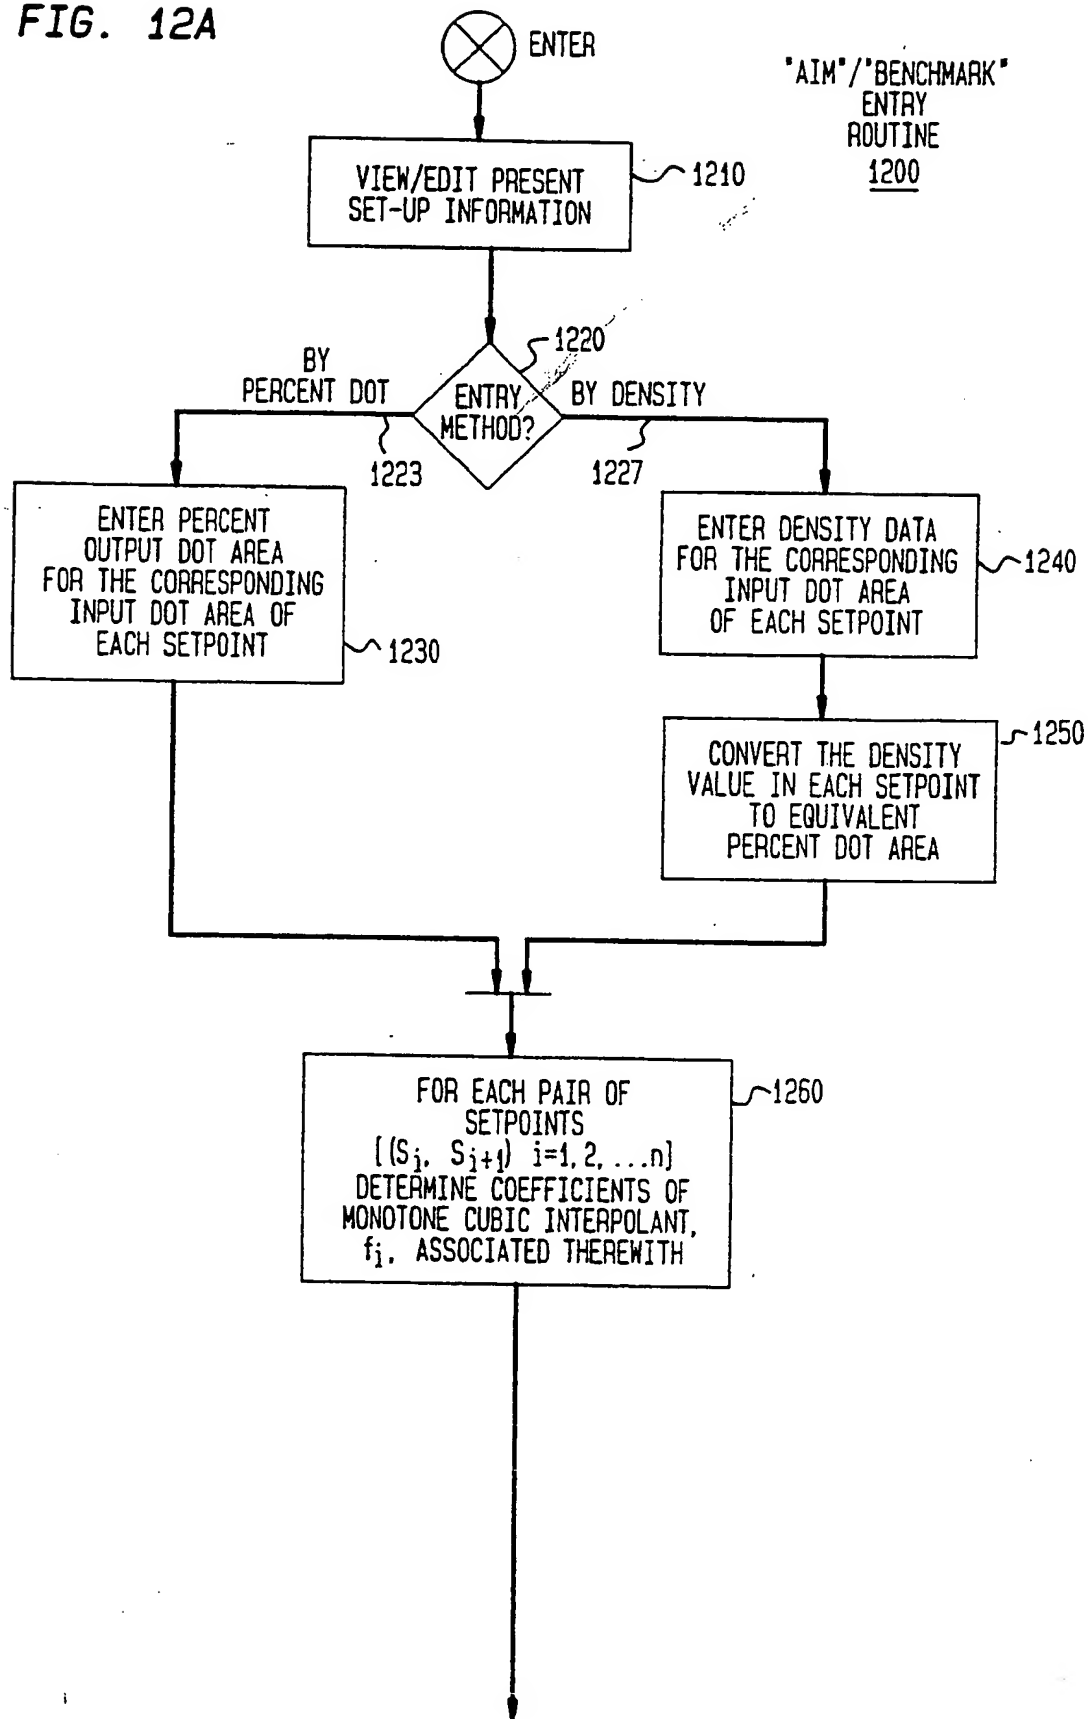 FIG. 12A
ENTER
"AIM"/"BENCHMARK"
ENTRY
ROUTINE
1200
VIEW/EDIT PRESENT
SET-UP INFORMATION
1210
1220
ENTRY
METHOD?
BY
PERCENT DOT
1223
BY DENSITY
1227
ENTER PERCENT
OUTPUT DOT AREA
FOR THE CORRESPONDING
INPUT DOT AREA OF
EACH SETPOINT
1230
ENTER DENSITY DATA
FOR THE CORRESPONDING
INPUT DOT AREA
OF EACH SETPOINT
1240
CONVERT THE DENSITY
VALUE IN EACH SETPOINT
TO EQUIVALENT
PERCENT DOT AREA
1250
FOR EACH PAIR OF
SETPOINTS
[(Si, Si+1) i=1, 2, ...n]
DETERMINE COEFFICIENTS OF
MONOTONE CUBIC INTERPOLANT,
fi, ASSOCIATED THEREWITH
1260